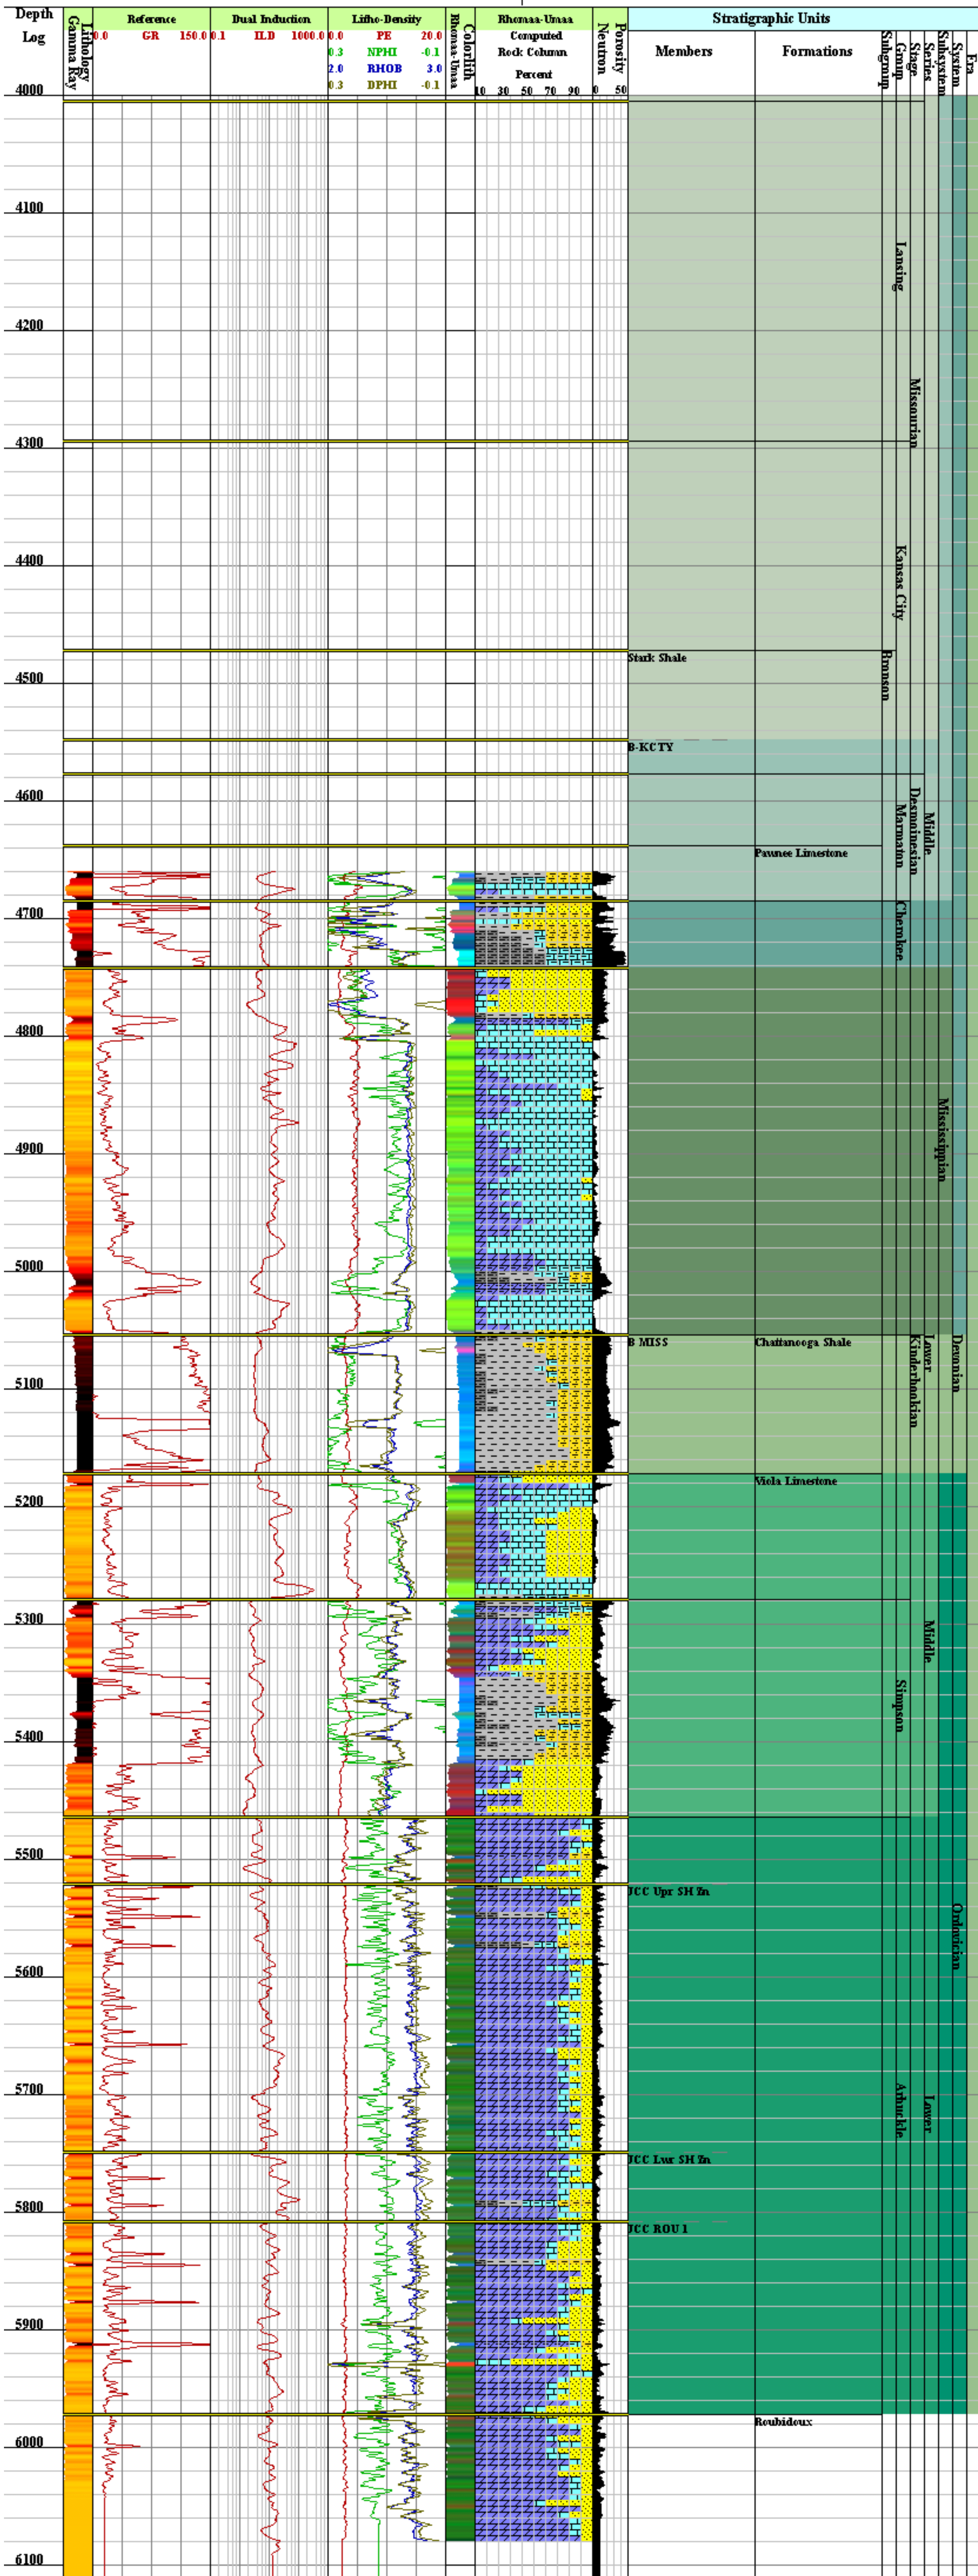 Depth
Log
Lithology
Gamma Ray
Reference
0.0 GR 150.0
Dual Induction
0.1 ILD 1000.0
Litho-Density
0.0 PE 20.0
0.3 NPHI -0.1
2.0 RHOB 3.0
0.3 DPHI -0.1
Colorlith
Rhomaa-Umaa
Rhomaa-Umaa
Computed
Rock Column
Percent
10 30 50 70 90
Porosity
Neutron
0 50
Stratigraphic Units
Members
Formations
Subgroup
Group
Stage
Series
Subsystem
System
Era
4000
4100
Lansing
4200
Missourian
4300
4400
Kansas City
Stark Shale
Bronson
4500
B-KCTY
4600
Desmoinesian
Marmaton
Middle
Pawnee Limestone
4700
Cherokee
4800
4900
Mississippian
5000
B MISS
Chattanooga Shale
Kinderhookian
Lower
Devonian
5100
Viola Limestone
5200
5300
Middle
Simpson
5400
5500
JCC Upr SH Zn
Ordovician
5600
5700
Arbuckle
Lower
JCC Lwr SH Zn
5800
JCC ROU 1
5900
Roubidoux
6000
6100